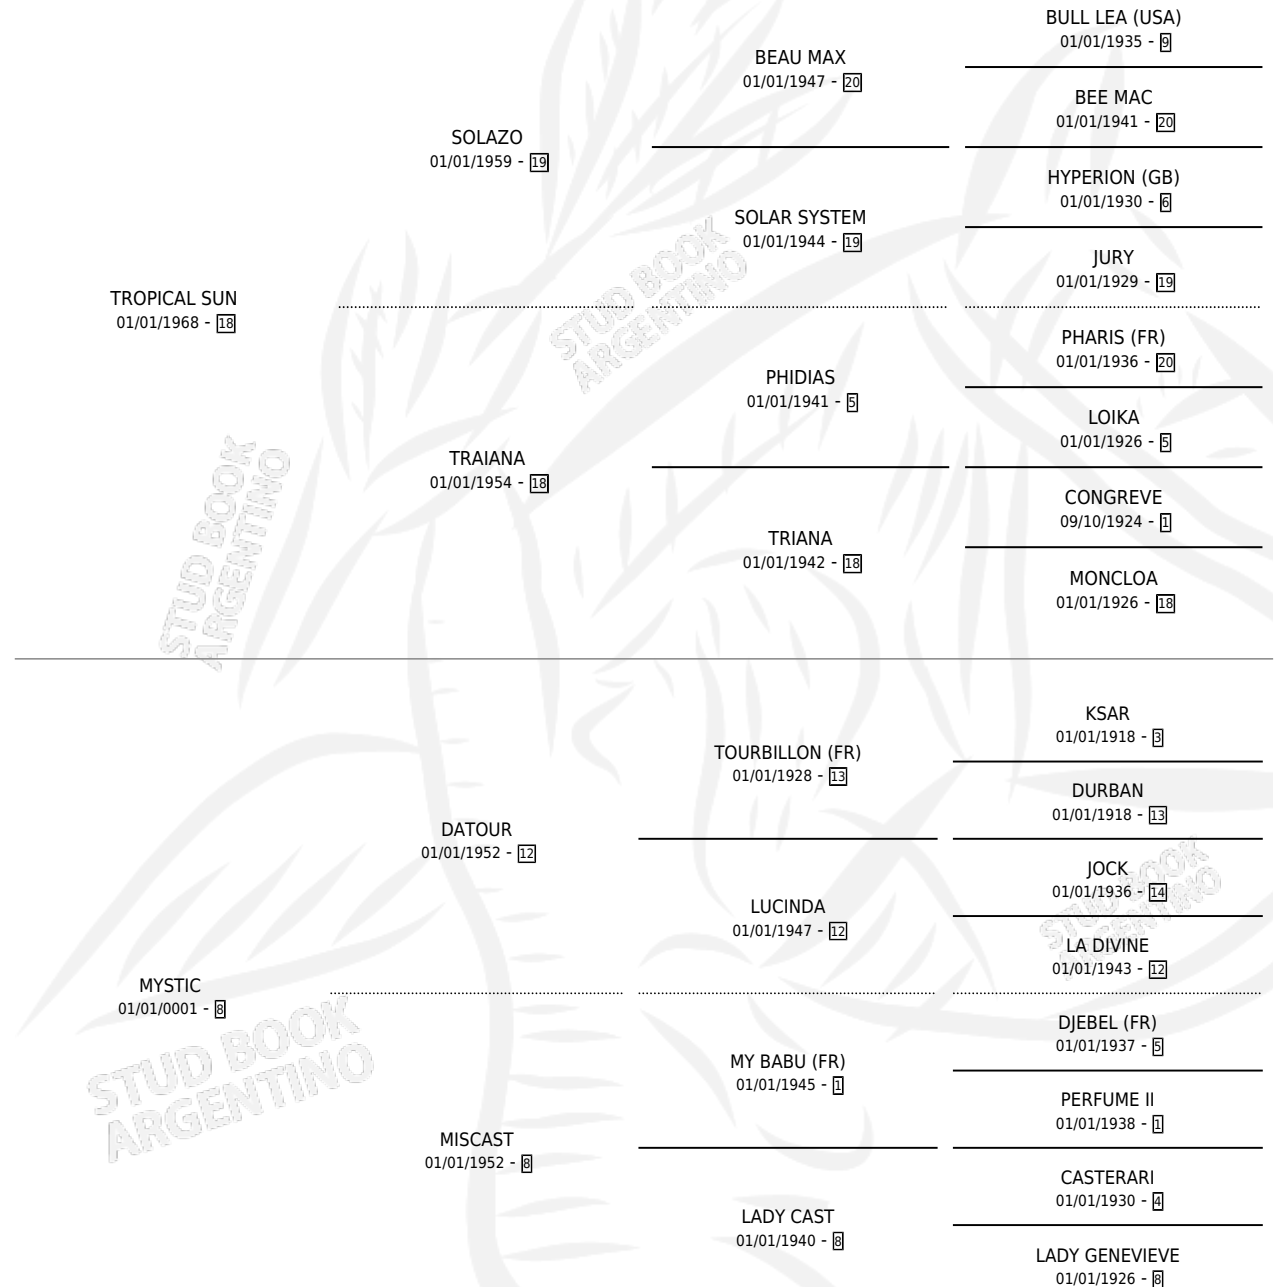 BULL LEA (USA)
01/01/1935 - 9
BEAU MAX
01/01/1947 - 20
BEE MAC
01/01/1941 - 20
SOLAZO
01/01/1959 - 19
HYPERION (GB)
01/01/1930 - 6
SOLAR SYSTEM
01/01/1944 - 19
JURY
01/01/1929 - 19
TROPICAL SUN
01/01/1968 - 18
STUD BOOK
ARGENTINO
PHARIS (FR)
01/01/1936 - 20
PHIDIAS
01/01/1941 - 5
LOIKA
01/01/1926 - 5
TRAIANA
01/01/1954 - 18
CONGREVE
09/10/1924 - 1
TRIANA
01/01/1942 - 18
MONCLOA
01/01/1926 - 18
STUD BOOK
ARGENTINO
KSAR
01/01/1918 - 3
TOURBILLON (FR)
01/01/1928 - 13
DURBAN
01/01/1918 - 13
DATOUR
01/01/1952 - 12
JOCK
01/01/1936 - 14
LUCINDA
01/01/1947 - 12
LA DIVINE
01/01/1943 - 12
STUD BOOK
ARGENTINO
MYSTIC
01/01/0001 - 8
STUD BOOK
ARGENTINO
DJEBEL (FR)
01/01/1937 - 5
MY BABU (FR)
01/01/1945 - 1
PERFUME II
01/01/1938 - 1
MISCAST
01/01/1952 - 8
CASTERARI
01/01/1930 - 4
LADY CAST
01/01/1940 - 8
LADY GENEVIEVE
01/01/1926 - 8